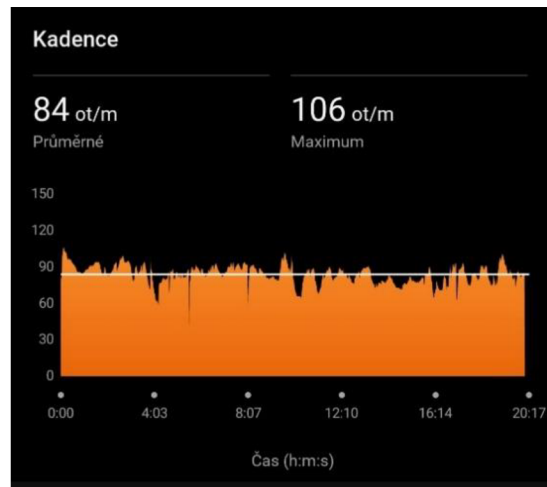 Kadence
84 ot/m
Průměrné
106 ot/m
Maximum
150
120
90
60
30
0
0:00 4:03 8:07 12:10 16:14 20:17
Čas (h:m:s)